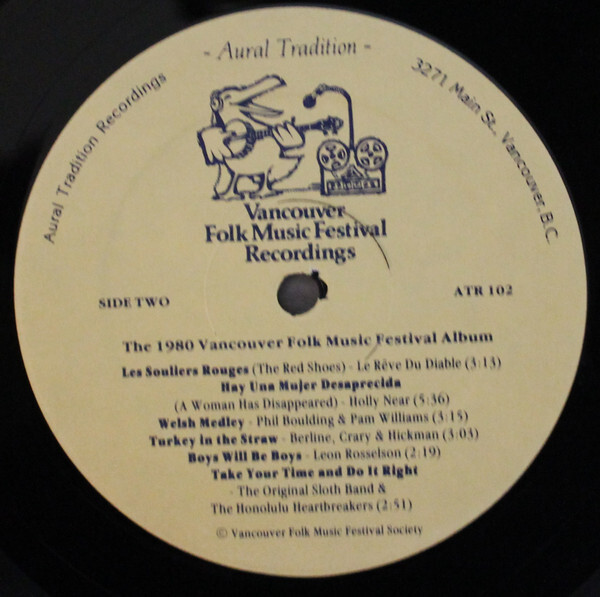 - Aural Tradition -
Aural Tradition Recordings
3271 Main St., Vancouver, B.C.
Vancouver
Folk Music Festival
Recordings
SIDE TWO
ATR 102
The 1980 Vancouver Folk Music Festival Album
Les Souliers Rouges (The Red Shoes) - Le Rêve Du Diable (3:13)
Hay Una Mujer Desaprecida
(A Woman Has Disappeared) - Holly Near (5:36)
Welsh Medley - Phil Boulding & Pam Williams (3:15)
Turkey in the Straw - Berline, Crary & Hickman (3:03)
Boys Will Be Boys - Leon Rosselson (2:19)
Take Your Time and Do It Right
- The Original Sloth Band &
The Honolulu Heartbreakers (2:51)
© Vancouver Folk Music Festival Society